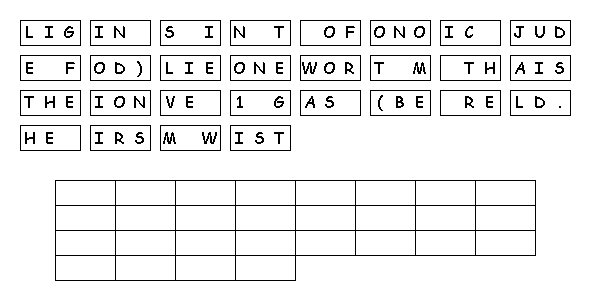 LIG IN  S I N T  OF ONO IC  JUD
E F OD) LIE ONE WOR T M  TH AIS
THE ION VE  1 G AS  (BE  RE LD.
HE  IRS M W IST